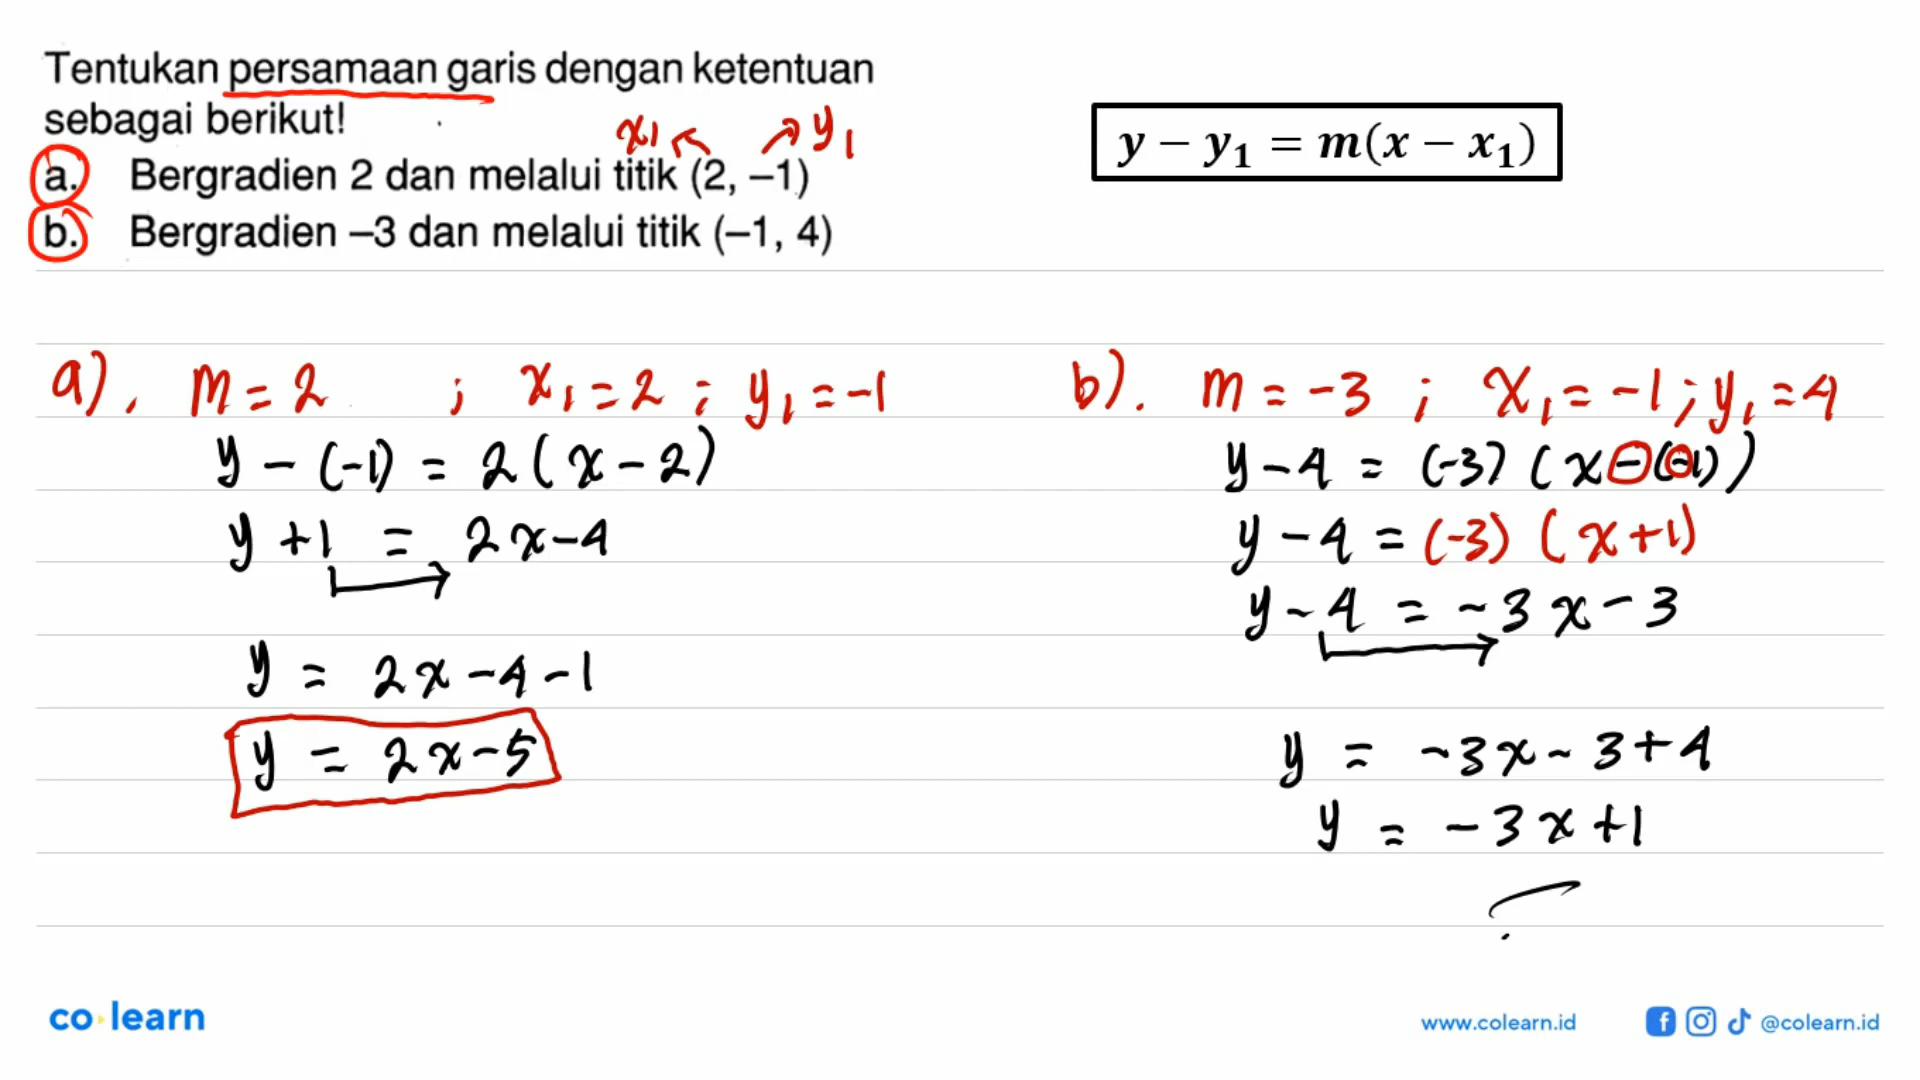 Tentukan persamaan garis dengan ketentuan
sebagai berikut!
x₁ y₁
a. Bergradien 2 dan melalui titik (2, –1)
b. Bergradien –3 dan melalui titik (–1, 4)
y − y₁ = m(x − x₁)
a). m = 2 ; x₁ = 2 ; y₁ = -1
y - (-1) = 2(x - 2)
y + 1 = 2x - 4
y = 2x - 4 - 1
y = 2x - 5
b). m = -3 ; x₁ = -1 ; y₁ = 4
y - 4 = (-3) (x - (-1))
y - 4 = (-3) (x + 1)
y - 4 = -3x - 3
y = -3x - 3 + 4
y = -3x + 1
co learn
www.colearn.id
@colearn.id